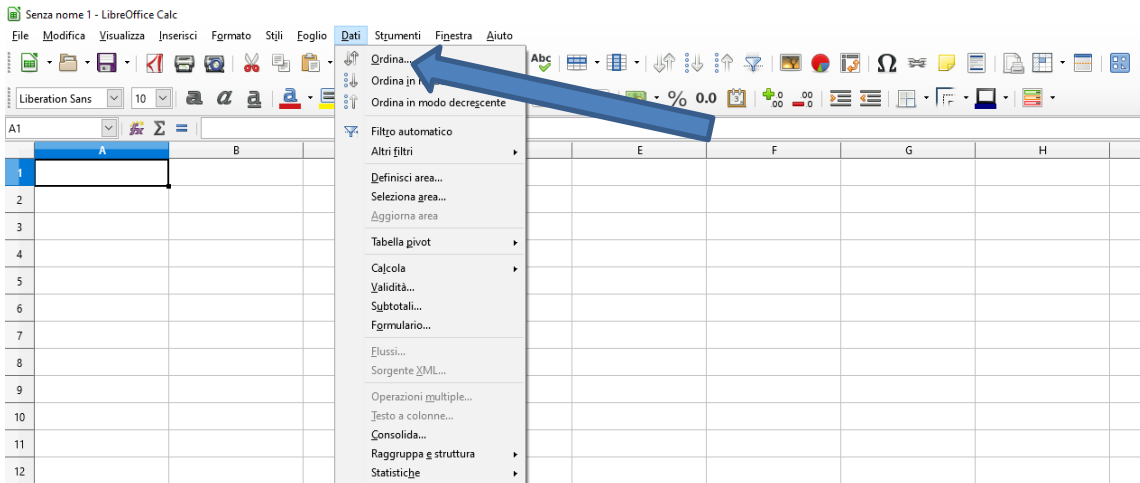 Senza nome 1 - LibreOffice Calc
File Modifica Visualizza Inserisci Formato Stili Foglio Dati Strumenti Finestra Aiuto
Ordina...
Ordina in
Ordina in modo decrescente
Filtro automatico
Altri filtri
Definisci area...
Seleziona area...
Aggiorna area
Tabella pivot
Calcola
Validità...
Subtotali...
Formulario...
Flussi...
Sorgente XML...
Operazioni multiple...
Testo a colonne...
Consolida...
Raggruppa e struttura
Statistiche
Abc
Liberation Sans 10 a a a a % 0.0
A1 fx Σ =
A B E F G H
1
2
3
4
5
6
7
8
9
10
11
12